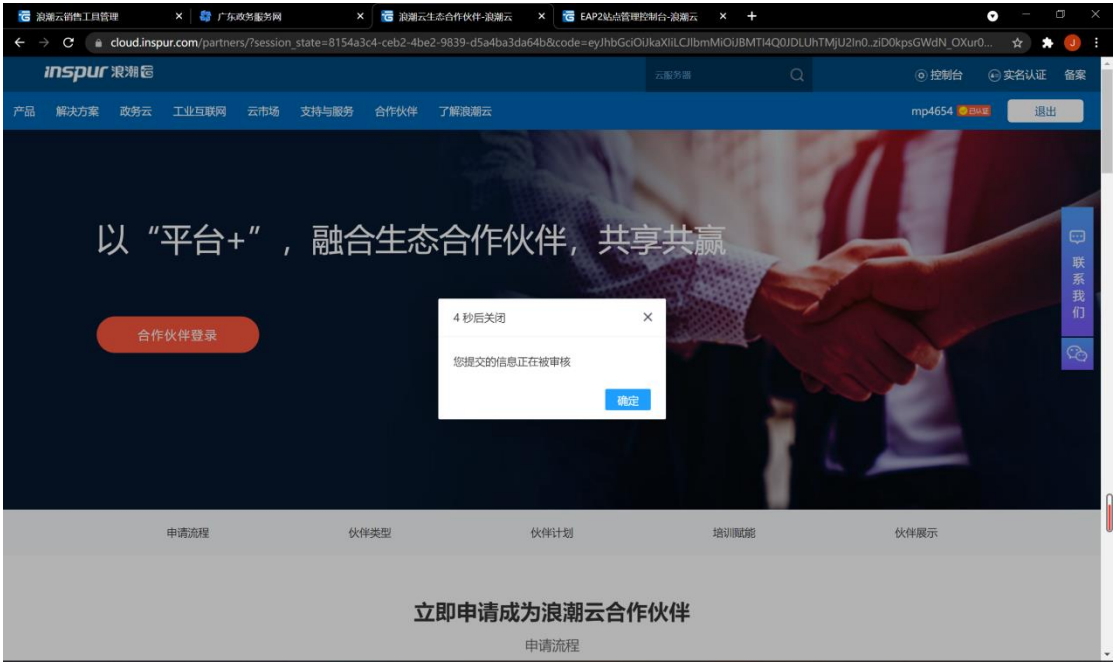 浪潮云销售工具管理
广东政务服务网
浪潮云生态合作伙伴-浪潮云
EAP2站点管理控制台-浪潮云
cloud.inspur.com/partners/?session_state=8154a3c4-ceb2-4be2-9839-d5a4ba3da64b&code=eyJhbGciOiJkaXIiLCJlbmMiOiJBMTI4Q0JDLUhTMjU2In0..ziD0kpsGWdN_OXur0...
J
inspur 浪潮
云服务器
控制台 实名认证 备案
产品 解决方案 政务云 工业互联网 云市场 支持与服务 合作伙伴 了解浪潮云
mp4654 已认证 退出
以“平台+”，融合生态合作伙伴，共享共赢
合作伙伴登录
4 秒后关闭
您提交的信息正在被审核
确定
联系我们
申请流程 伙伴类型 伙伴计划 培训赋能 伙伴展示
立即申请成为浪潮云合作伙伴
申请流程